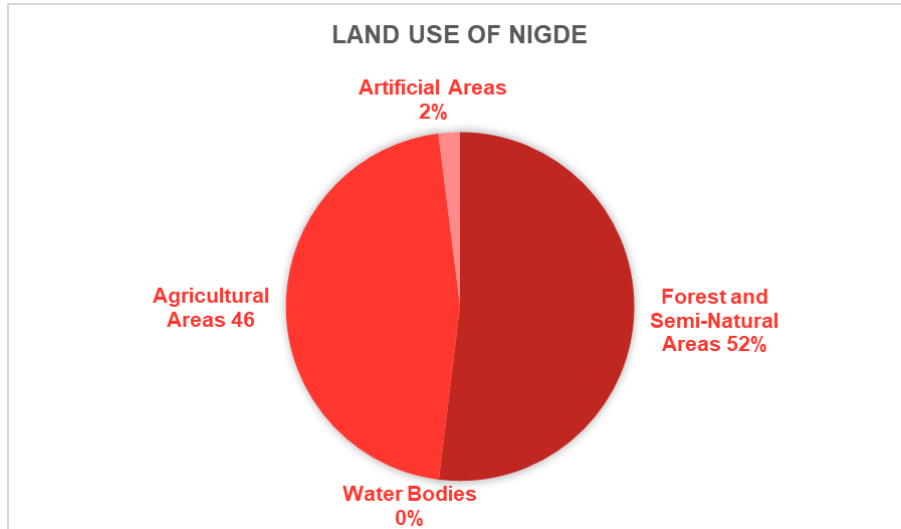 LAND USE OF NIGDE
Artificial Areas
2%
Agricultural
Areas 46
Forest and
Semi-Natural
Areas 52%
Water Bodies
0%